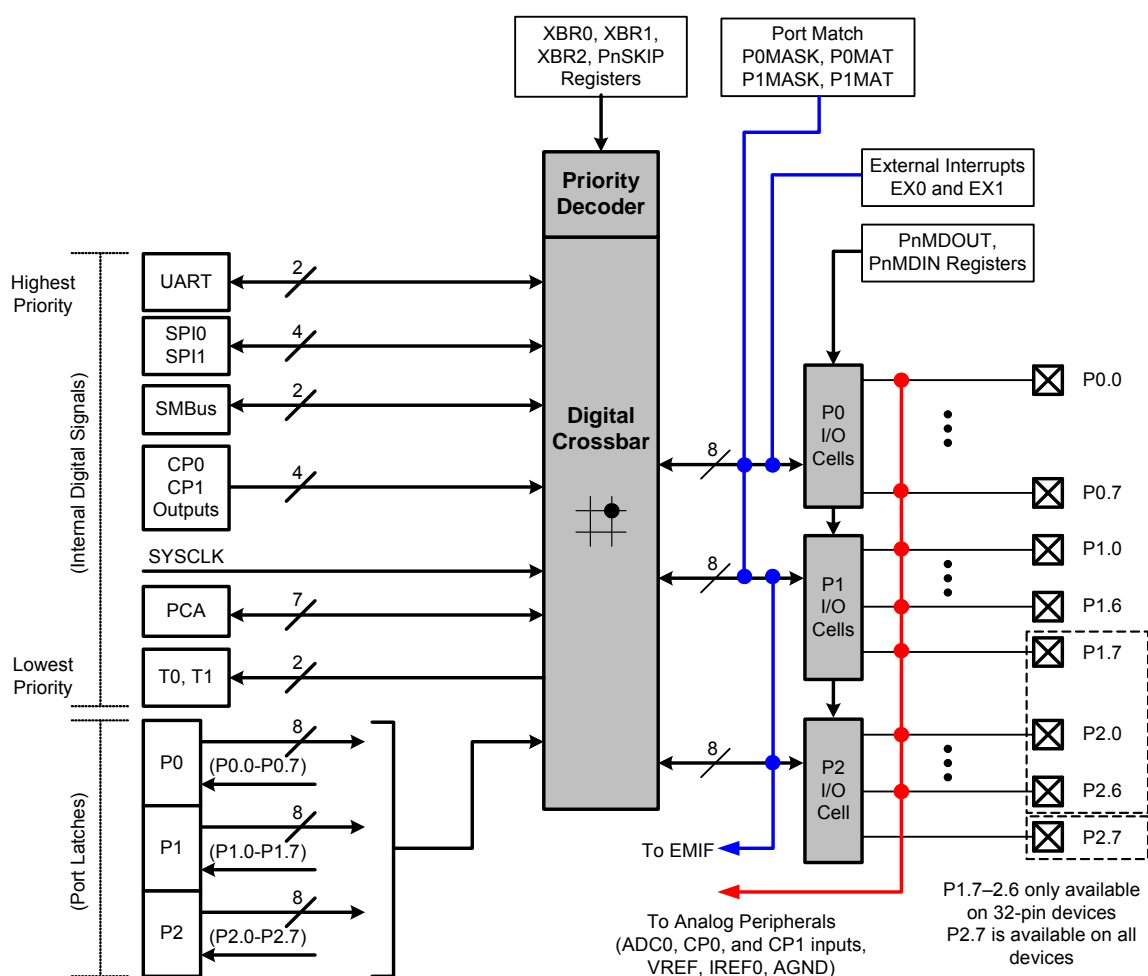 XBR0, XBR1,
XBR2, PnSKIP
Registers
Port Match
P0MASK, P0MAT
P1MASK, P1MAT
External Interrupts
EX0 and EX1
PnMDOUT,
PnMDIN Registers
Priority
Decoder
Digital
Crossbar
Highest
Priority
(Internal Digital Signals)
Lowest
Priority
(Port Latches)
UART
2
SPI0
SPI1
4
SMBus
2
CP0
CP1
Outputs
4
SYSCLK
PCA
7
T0, T1
2
P0
8
(P0.0-P0.7)
P1
8
(P1.0-P1.7)
P2
8
(P2.0-P2.7)
8
8
8
P0
I/O
Cells
P1
I/O
Cells
P2
I/O
Cell
P0.0
P0.7
P1.0
P1.6
P1.7
P2.0
P2.6
P2.7
To EMIF
To Analog Peripherals
(ADC0, CP0, and CP1 inputs,
VREF, IREF0, AGND)
P1.7–2.6 only available
on 32-pin devices
P2.7 is available on all
devices